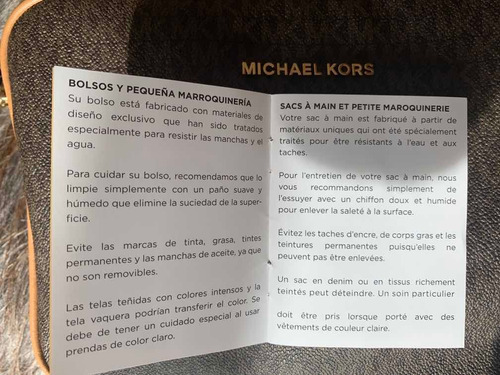 MICHAEL KORS
BOLSOS Y PEQUEÑA MARROQUINERÍA
Su bolso está fabricado con materiales de
diseño exclusivo que han sido tratados
especialmente para resistir las manchas y el
agua.
Para cuidar su bolso, recomendamos que lo
limpie simplemente con un paño suave y
húmedo que elimine la suciedad de la super-
ficie.
Evite las marcas de tinta, grasa, tintes
permanentes y las manchas de aceite, ya que
no son removibles.
Las telas teñidas con colores intensos y la
tela vaquera podrían transferir el color. Se
debe de tener un cuidado especial al usar
prendas de color claro.
SACS À MAIN ET PETITE MAROQUINERIE
Votre sac à main est fabriqué à partir de
matériaux uniques qui ont été spécialement
traités pour être résistants à l'eau et aux
taches.
Pour l'entretien de votre sac à main, nous
vous recommandons simplement de
l'essuyer avec un chiffon doux et humide
pour enlever la saleté à la surface.
Évitez les taches d'encre, de corps gras et les
teintures permanentes puisqu'elles ne
peuvent pas être enlevées.
Un sac en denim ou en tissus richement
teintés peut déteindre. Un soin particulier
doit être pris lorsque porté avec des
vêtements de couleur claire.